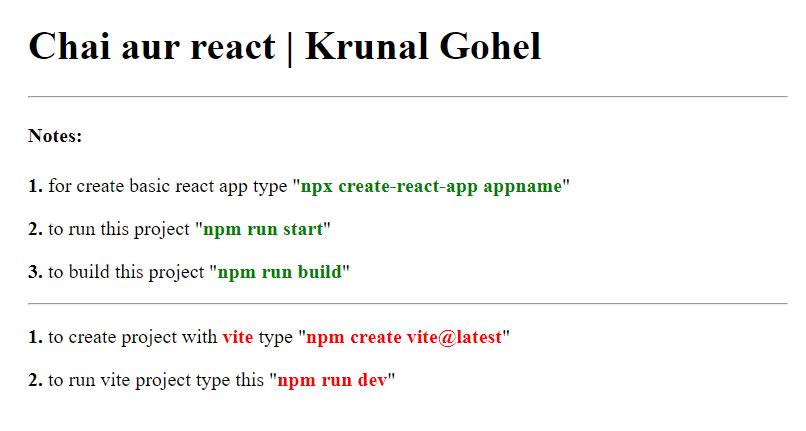 Chai aur react | Krunal Gohel
Notes:
1. for create basic react app type "npx create-react-app appname"
2. to run this project "npm run start"
3. to build this project "npm run build"
1. to create project with vite type "npm create vite@latest"
2. to run vite project type this "npm run dev"